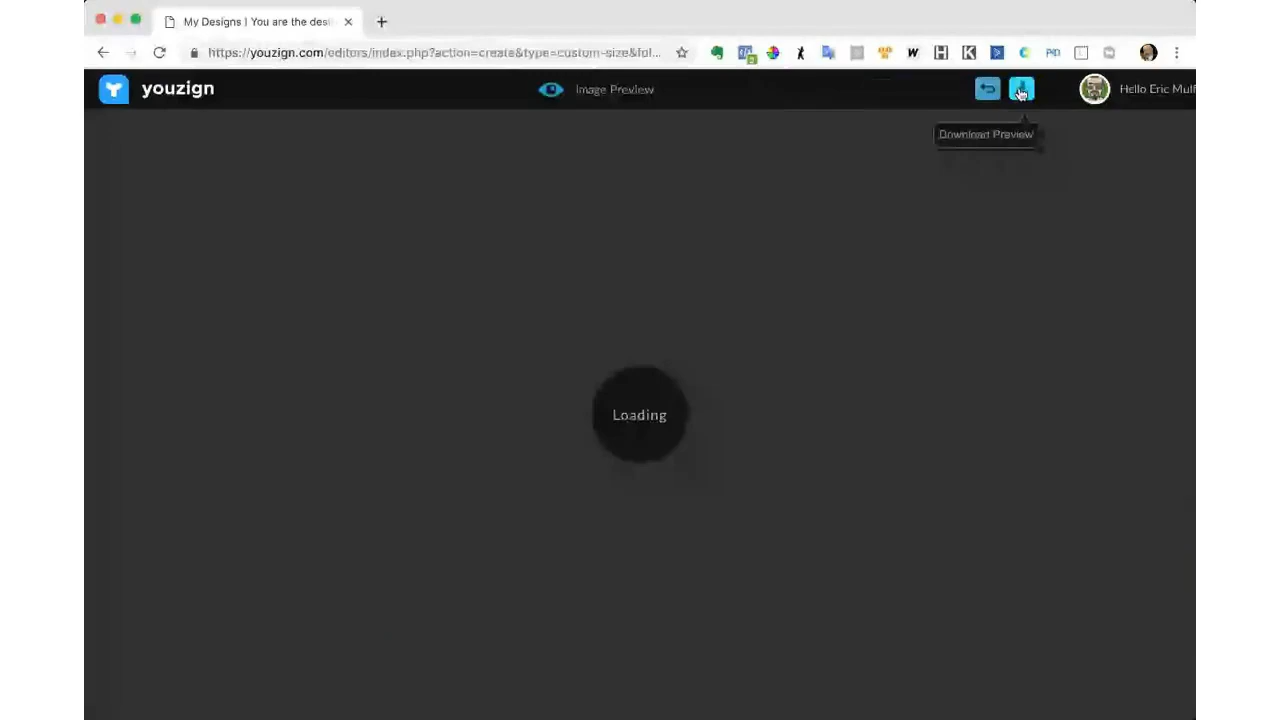 My Designs | You are the desi
https://youzign.com/editors/index.php?action=create&type=custom-size&fol...
youzign
Image Preview
Hello Eric Mulf
Download Preview
Loading